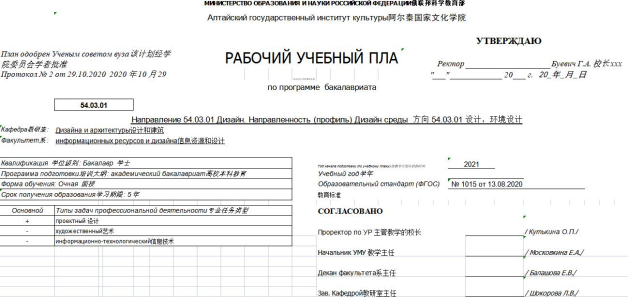 МИНИСТЕРСТВО ОБРАЗОВАНИЯ И НАУКИ РОССИЙСКОЙ ФЕДЕРАЦИИ俄联邦科学教育部
Алтайский государственный институт культуры阿尔泰国家文化学院
План одобрен Ученым советом вуза该计划经学
院委员会学者批准
Протокол № 2 от 29.10.2020 2020 年 10 月 29
УТВЕРЖДАЮ
Ректор Буевич Г.А. 校长xxx
"___" 20___ г. 20_年_月_日
РАБОЧИЙ УЧЕБНЫЙ ПЛА
по программе бакалавриата
54.03.01
Направление 54.03.01 Дизайн. Направленность (профиль) Дизайн среды 方向 54.03.01 设计，环境设计
Кафедра教研室: Дизайна и архитектуры设计和建筑
Факультет系: информационных ресурсов и дизайна信息资源和设计
Квалификация 学位级别: Бакалавр 学士
Программа подготовки培训大纲: академический бакалавриат高校本科教育
Форма обучения: Очная 面授
Срок получения образования学习期限: 5 年
2021
Учебный год学年
Образовательный стандарт (ФГОС) № 1015 от 13.08.2020
教育标准
Основной Типы задач профессиональной деятельности专业任务类型
+ проектный 设计
- художественный艺术
- информационно-технологический信息技术
СОГЛАСОВАНО
Проректор по УР 主管教学的校长 / Кутькина О.П./
Начальник УМУ 教学主任 / Московкина Е.А./
Декан факультета系主任 / Балашова Е.В./
Зав. Кафедрой教研室主任 / Шокорова Л.В./